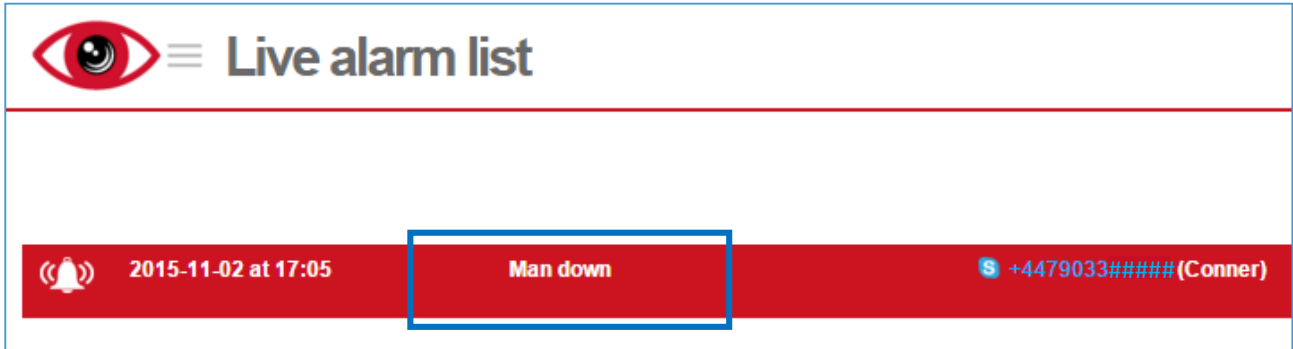 Live alarm list
2015-11-02 at 17:05 Man down +4479033#####(Conner)